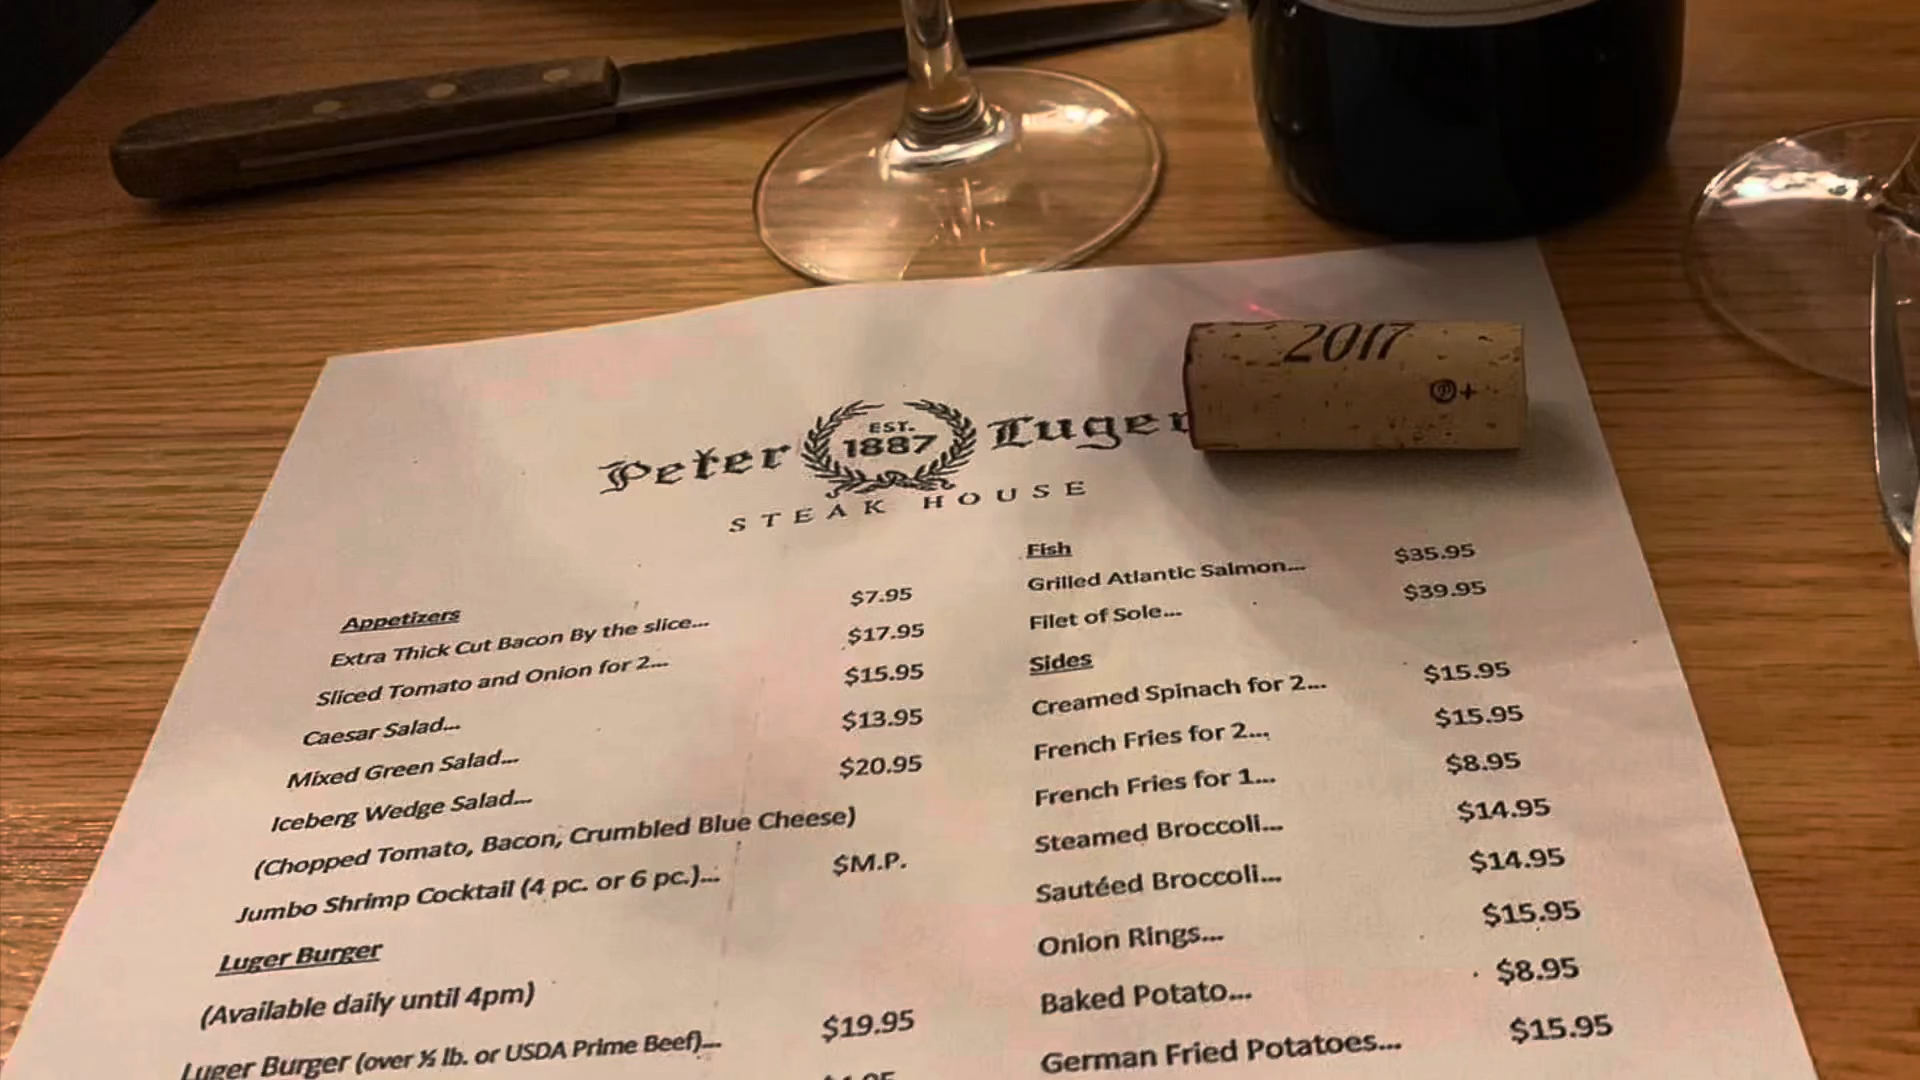 2017
P+
Peter EST. 1887 Luger
STEAK HOUSE
Appetizers
Extra Thick Cut Bacon By the slice... $7.95
Sliced Tomato and Onion for 2... $17.95
Caesar Salad... $15.95
Mixed Green Salad... $13.95
Iceberg Wedge Salad... $20.95
(Chopped Tomato, Bacon, Crumbled Blue Cheese)
Jumbo Shrimp Cocktail (4 pc. or 6 pc.)... $M.P.
Luger Burger
(Available daily until 4pm)
Luger Burger (over ½ lb. or USDA Prime Beef)... $19.95
Fish
Grilled Atlantic Salmon... $35.95
Filet of Sole... $39.95
Sides
Creamed Spinach for 2... $15.95
French Fries for 2... $15.95
French Fries for 1... $8.95
Steamed Broccoli... $14.95
Sautéed Broccoli... $14.95
Onion Rings... $15.95
Baked Potato... $8.95
German Fried Potatoes... $15.95